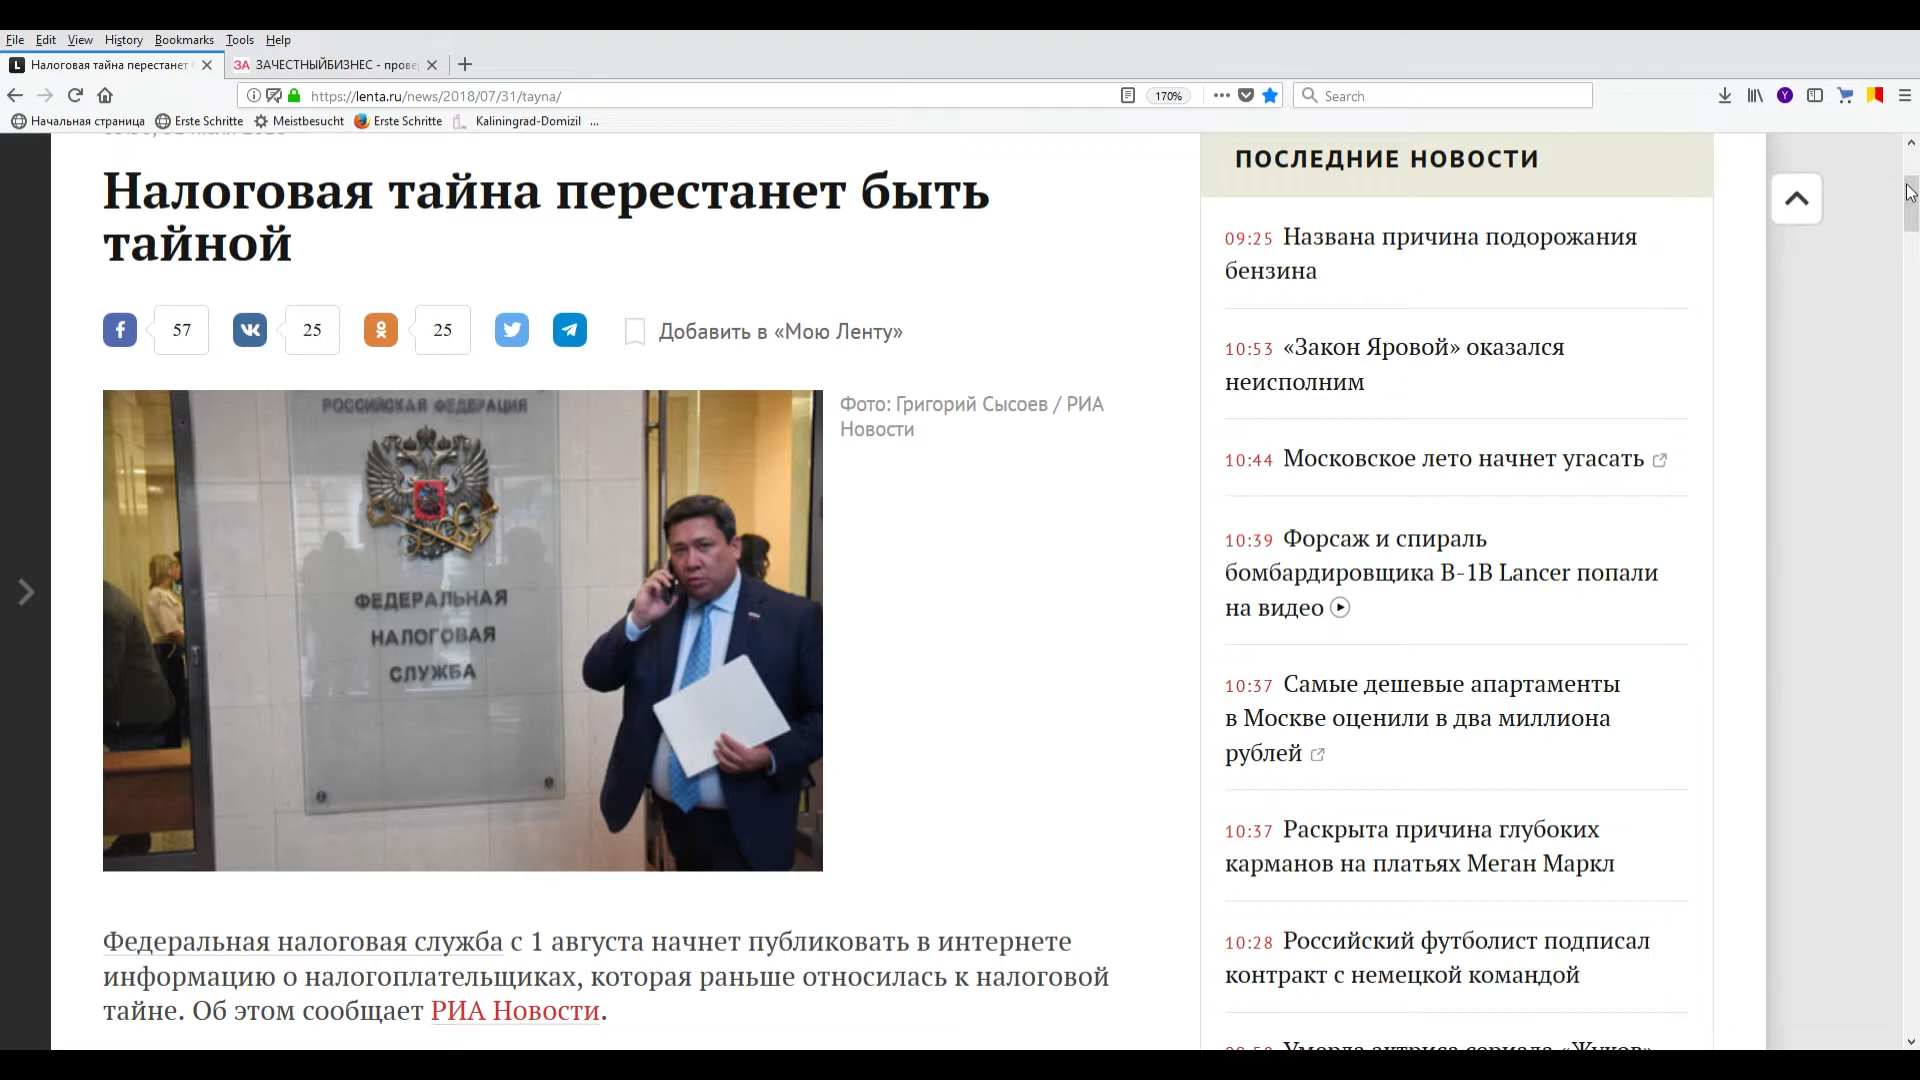 File Edit View History Bookmarks Tools Help
Налоговая тайна перестанет
ЗА ЗАЧЕСТНЫЙБИЗНЕС - прове
https://lenta.ru/news/2018/07/31/tayna/
170%
Search
Начальная страница Erste Schritte Meistbesucht Erste Schritte Kaliningrad-Domizil ...
Налоговая тайна перестанет быть
тайной
57 25 25 Добавить в «Мою Ленту»
Фото: Григорий Сысоев / РИА
Новости
РОССИЙСКАЯ ФЕДЕРАЦИЯ
ФЕДЕРАЛЬНАЯ
НАЛОГОВАЯ
СЛУЖБА
Федеральная налоговая служба с 1 августа начнет публиковать в интернете
информацию о налогоплательщиках, которая раньше относилась к налоговой
тайне. Об этом сообщает РИА Новости.
ПОСЛЕДНИЕ НОВОСТИ
09:25 Названа причина подорожания
бензина
10:53 «Закон Яровой» оказался
неисполним
10:44 Московское лето начнет угасать
10:39 Форсаж и спираль
бомбардировщика B-1B Lancer попали
на видео
10:37 Самые дешевые апартаменты
в Москве оценили в два миллиона
рублей
10:37 Раскрыта причина глубоких
карманов на платьях Меган Маркл
10:28 Российский футболист подписал
контракт с немецкой командой
Умерла актриса сериала «Жуков»